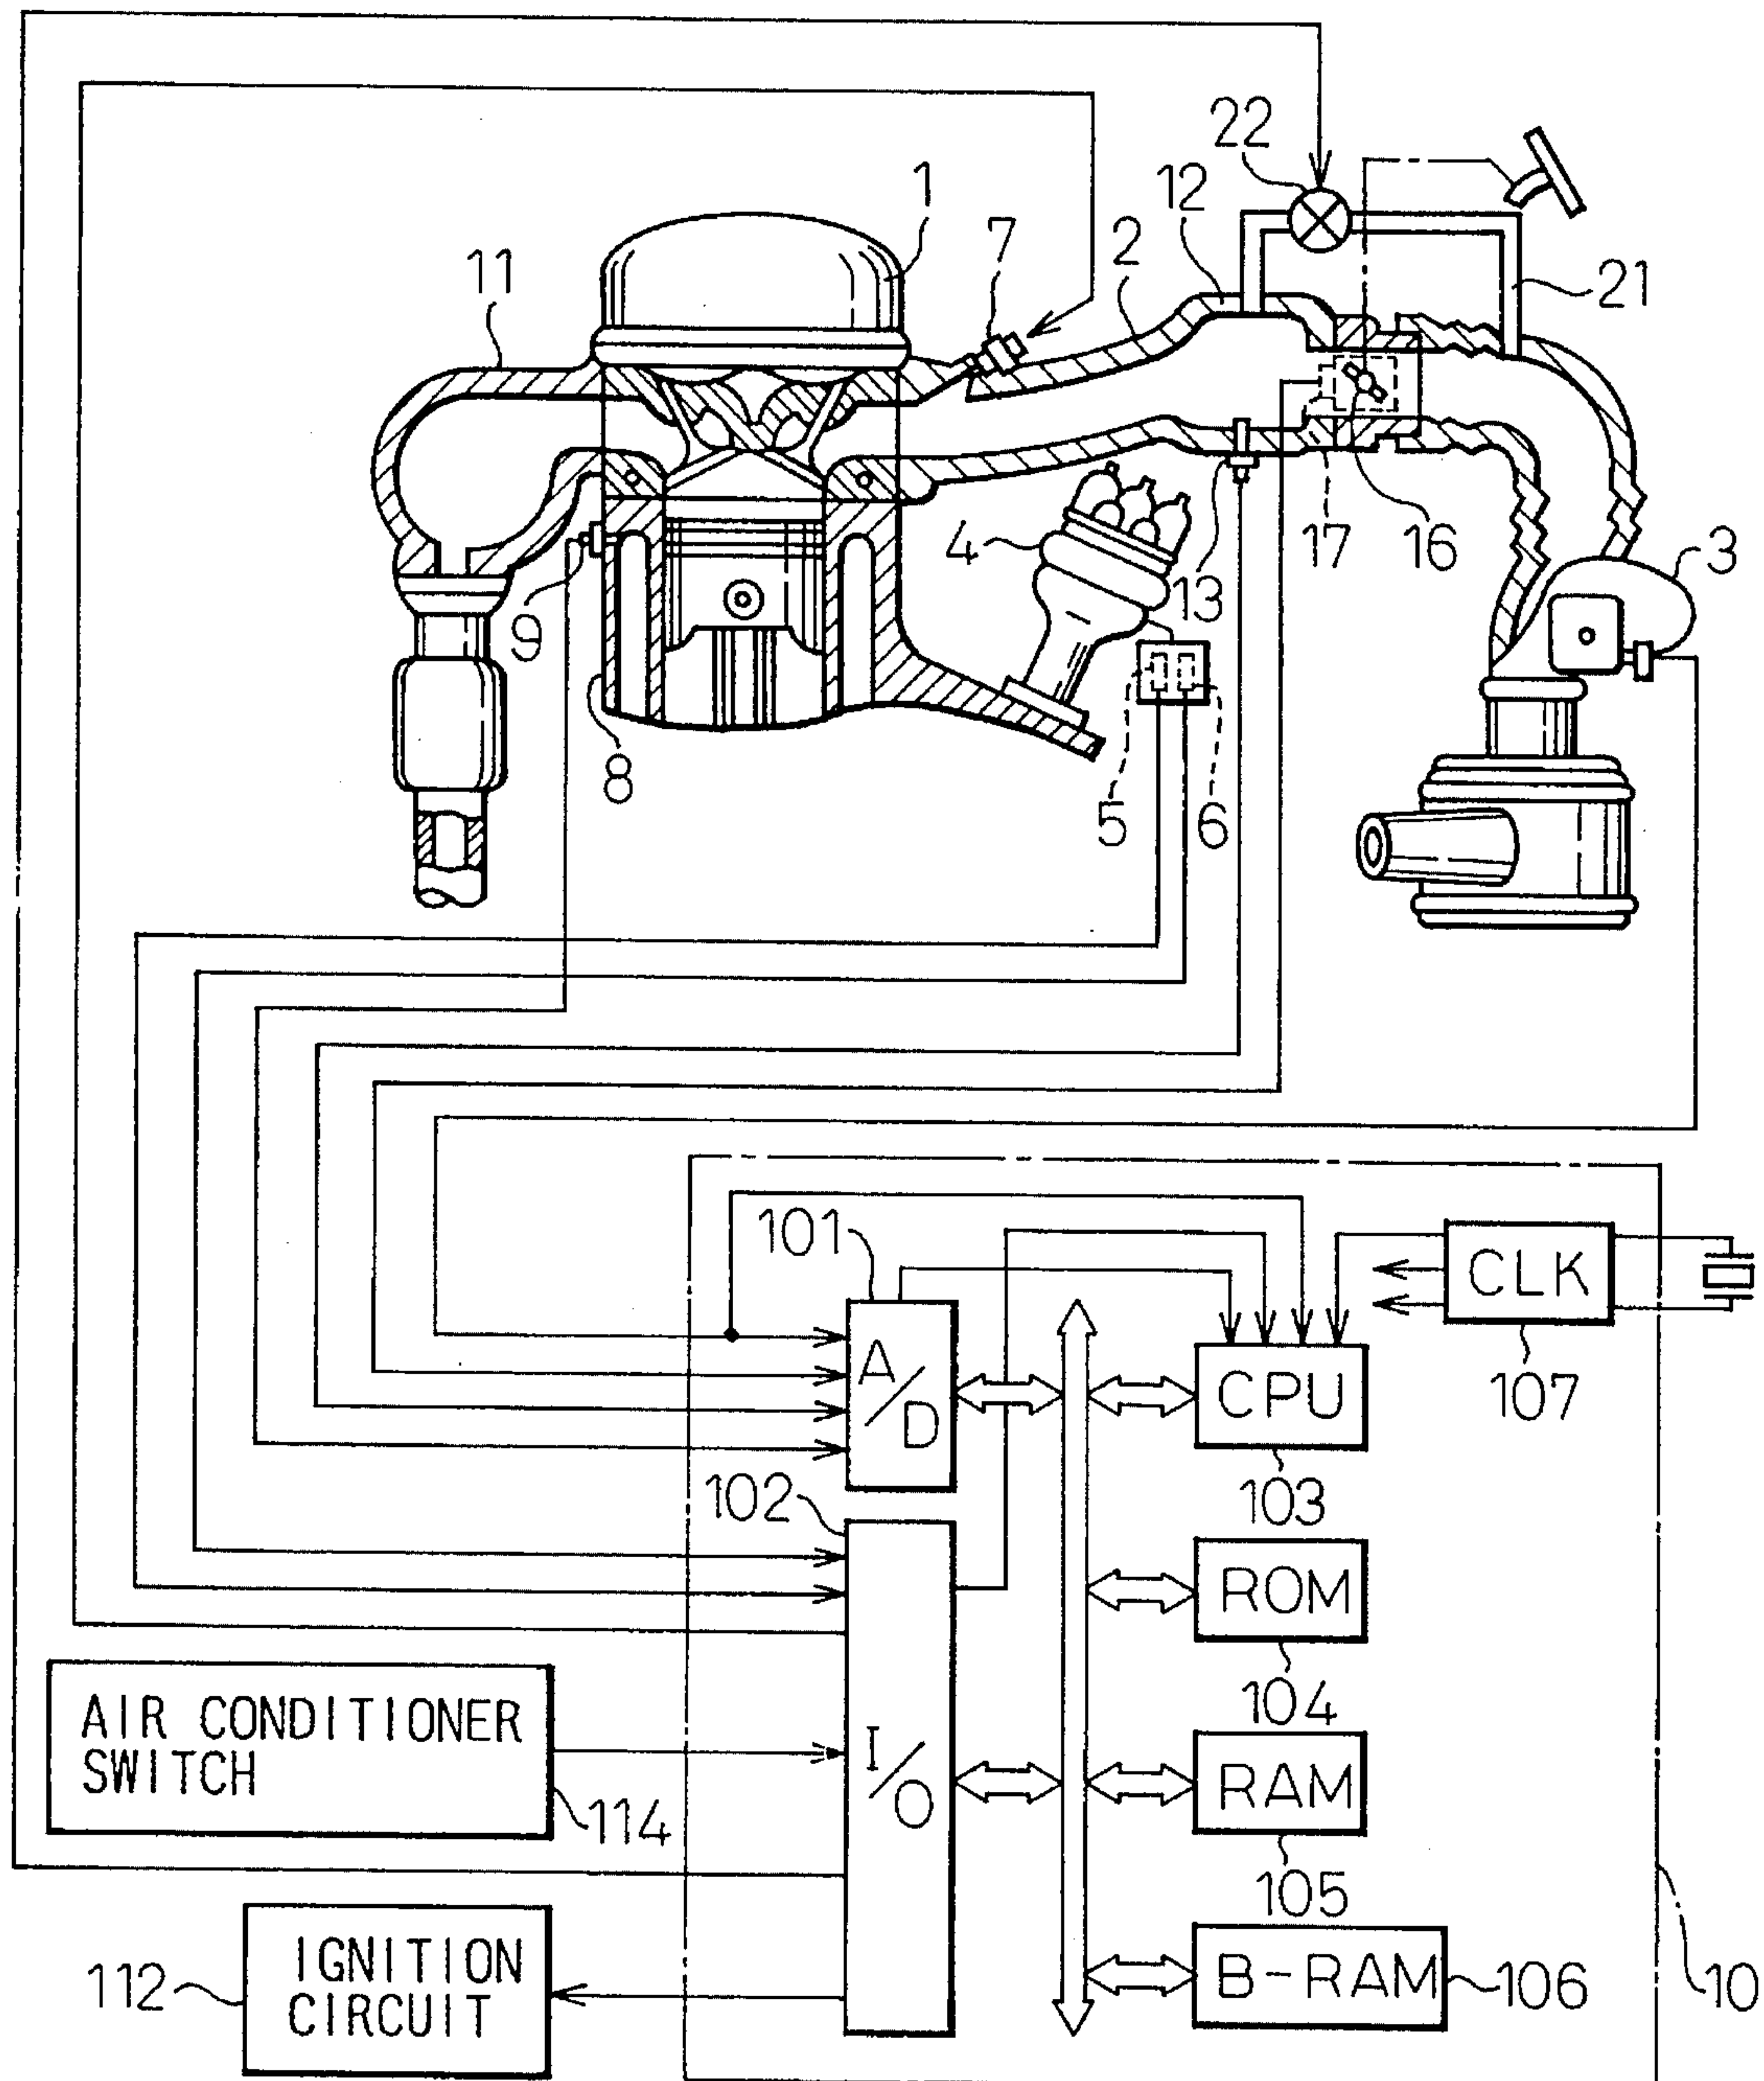 22
1
7
12
2
11
21
4
17
16
3
13
9
5
6
8
101
CLK
A/D
CPU
107
102
103
ROM
104
AIR CONDITIONER
SWITCH
I/O
RAM
114
105
IGNITION
CIRCUIT
112
B-RAM
106
10